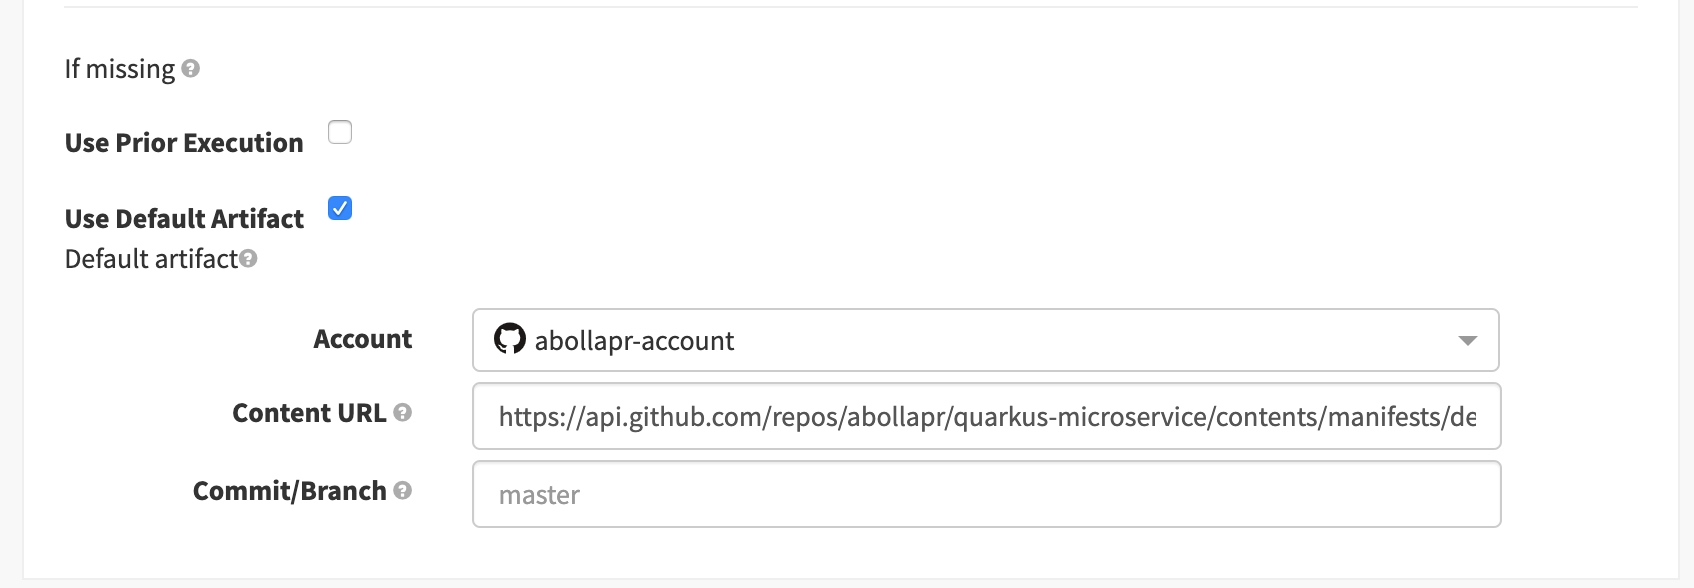 If missing
Use Prior Execution
Use Default Artifact
Default artifact
Account abollapr-account
Content URL https://api.github.com/repos/abollapr/quarkus-microservice/contents/manifests/de
Commit/Branch master